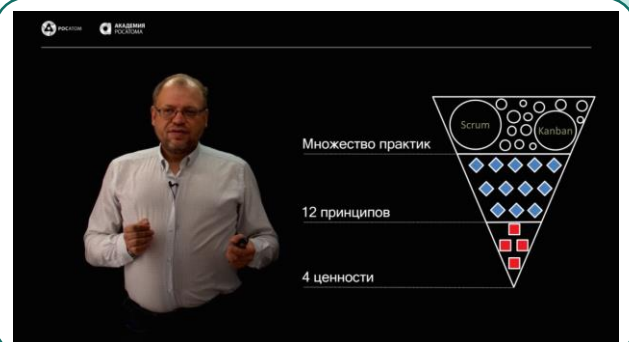 РОСАТОМ
АКАДЕМИЯ
РОСАТОМА
Scrum
Kanban
Множество практик
12 принципов
4 ценности